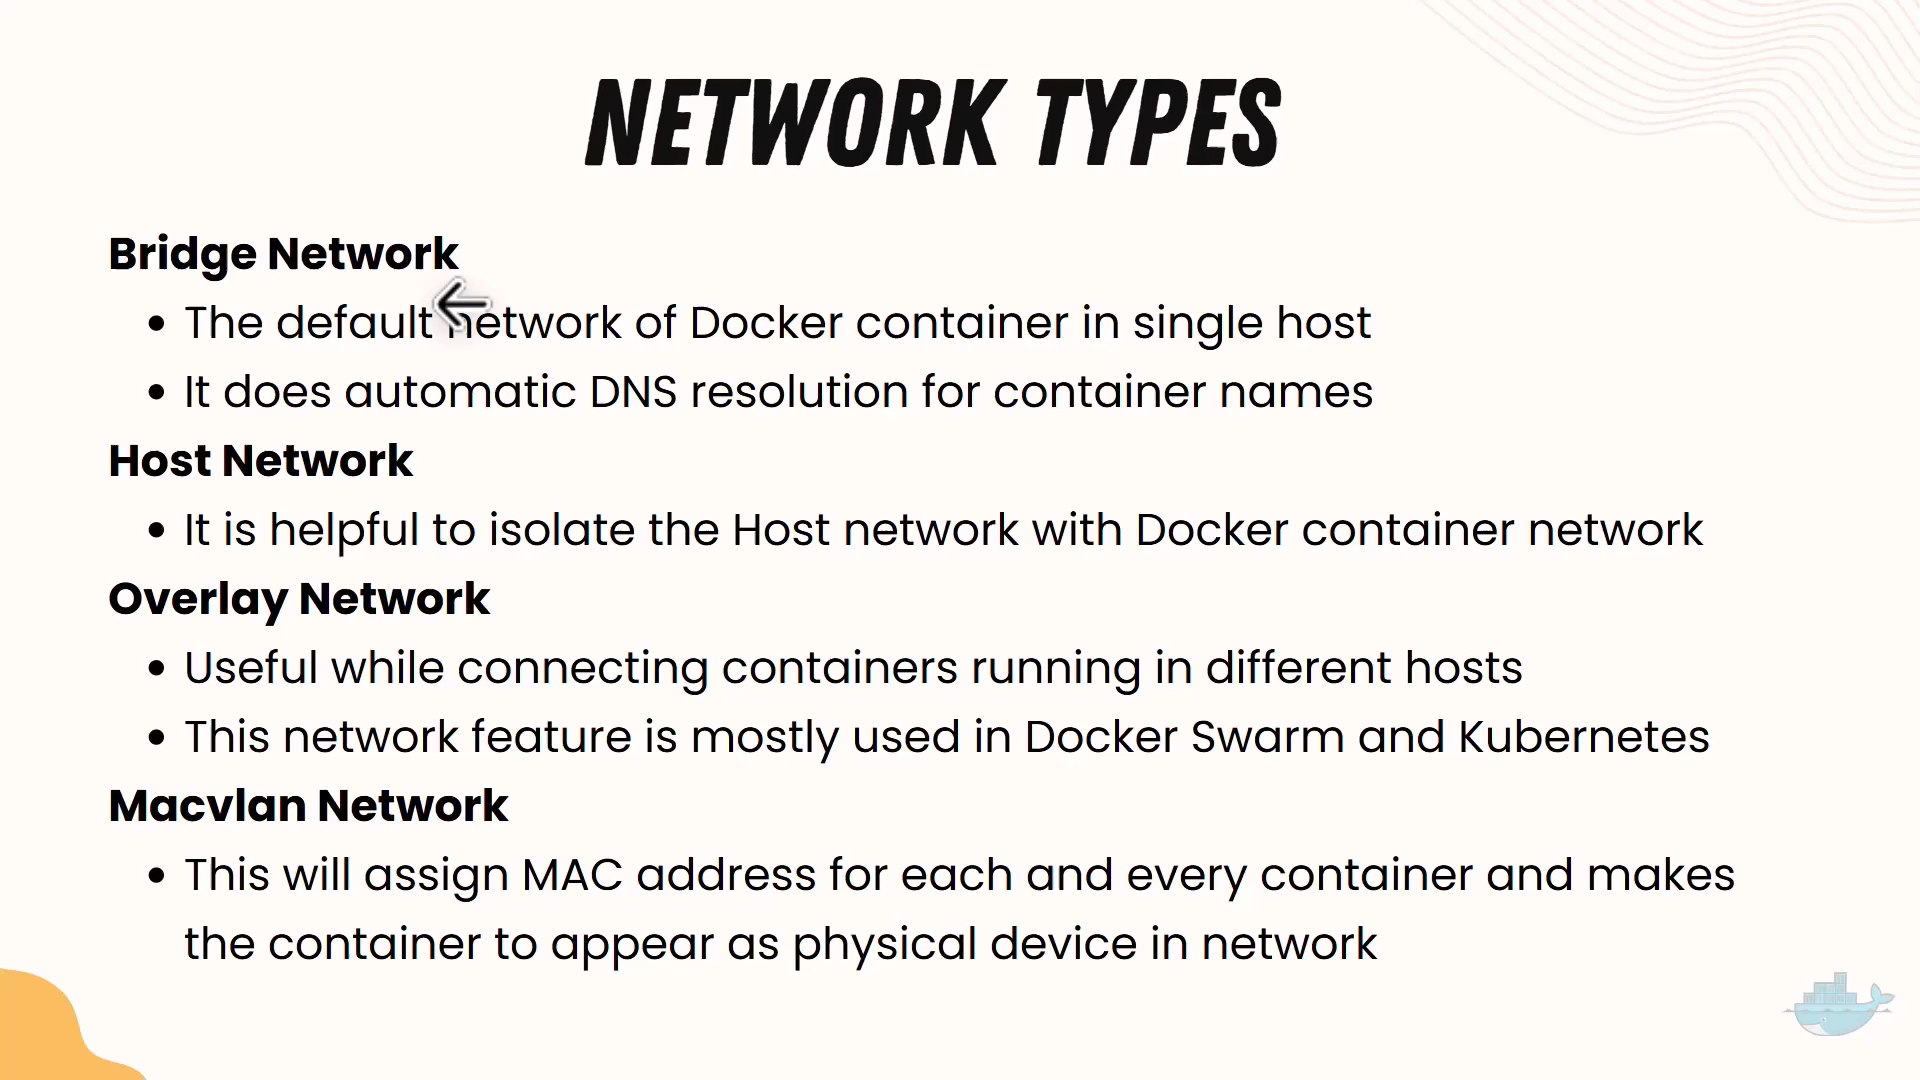 NETWORK TYPES
Bridge Network
• The default network of Docker container in single host
• It does automatic DNS resolution for container names
Host Network
• It is helpful to isolate the Host network with Docker container network
Overlay Network
• Useful while connecting containers running in different hosts
• This network feature is mostly used in Docker Swarm and Kubernetes
Macvlan Network
• This will assign MAC address for each and every container and makes
the container to appear as physical device in network